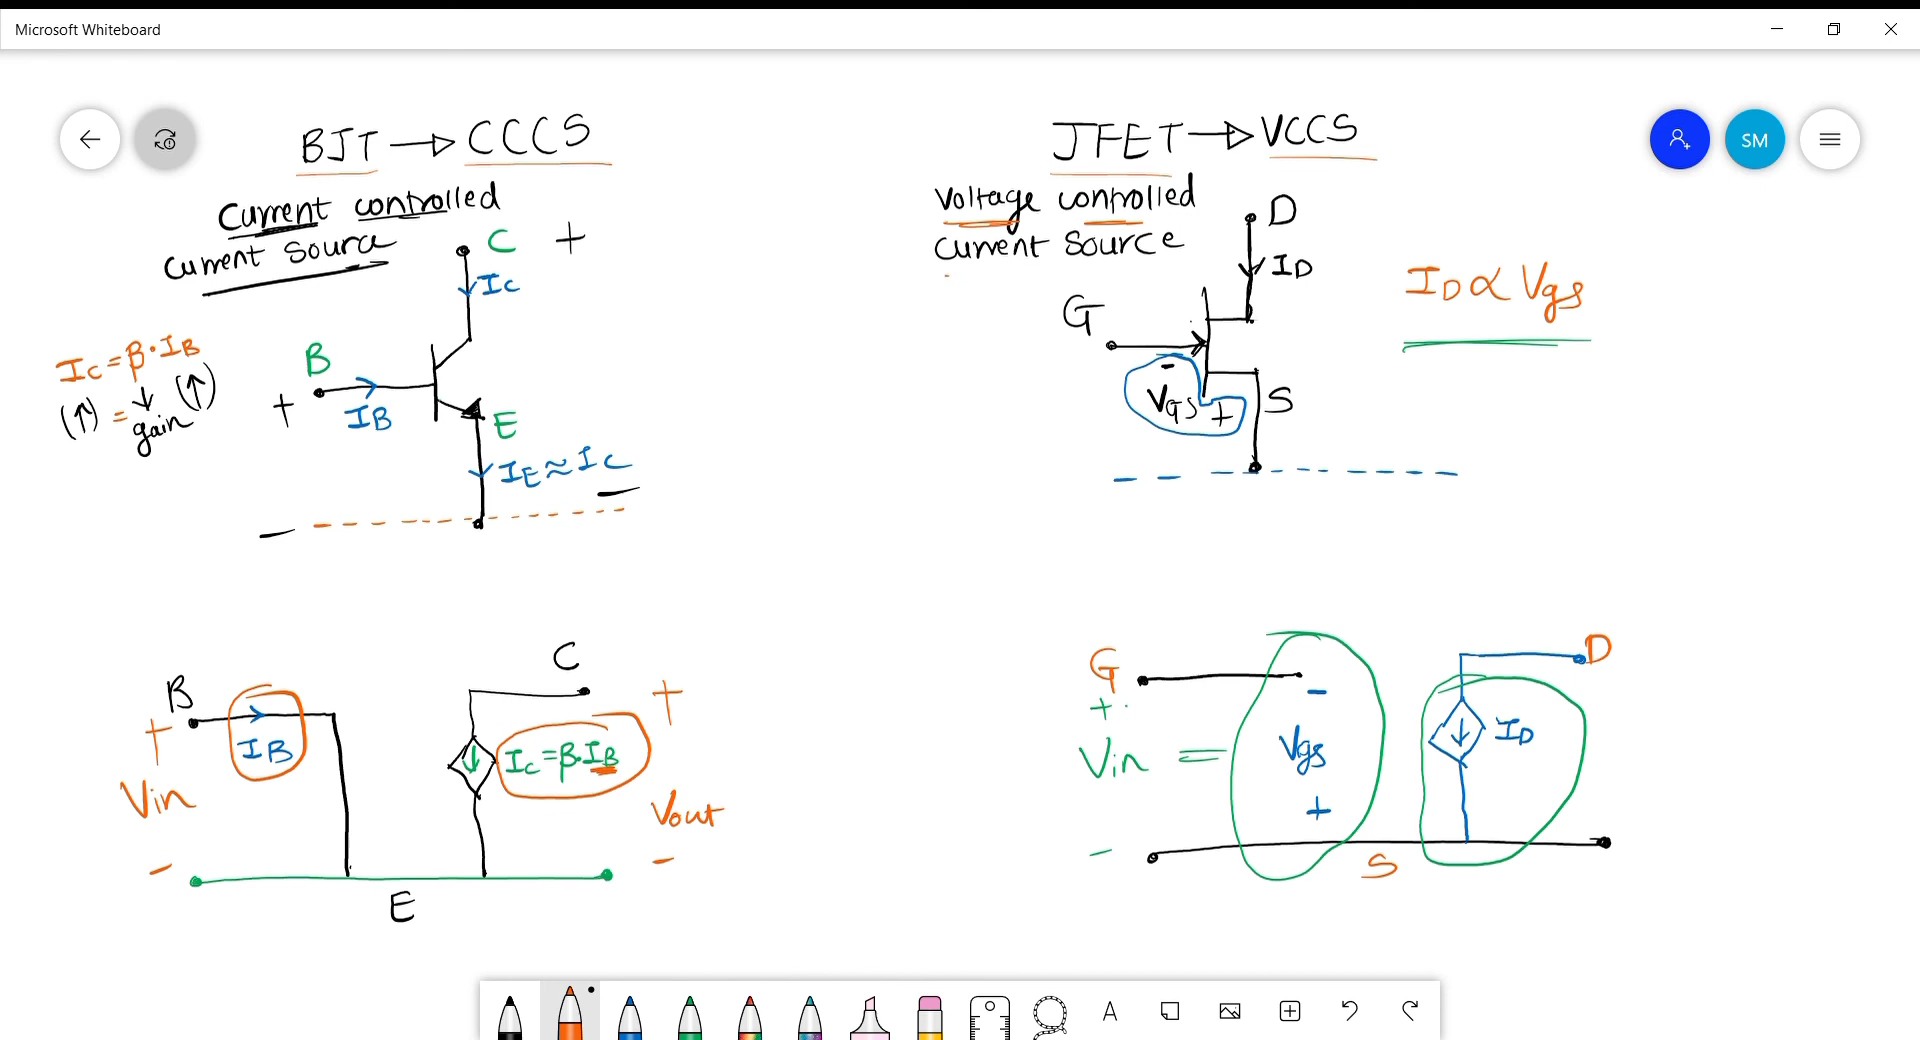 Microsoft Whiteboard
SM
BJT → CCCS
Current controlled
Current Source
C +
Ic
Ic = β·IB
(↑) = ↓ (↑)
gain
B
+
IB
E
IE ≈ Ic
–
–
JFET → VCCS
Voltage controlled
Current Source
D
ID
G
-
VGS +
S
ID ∝ Vgs
B
C
+
IB
Ic = β·IB
+
Vin
Vout
-
-
E
G
D
-
+
Vin = Vgs
ID
+
-
S
A